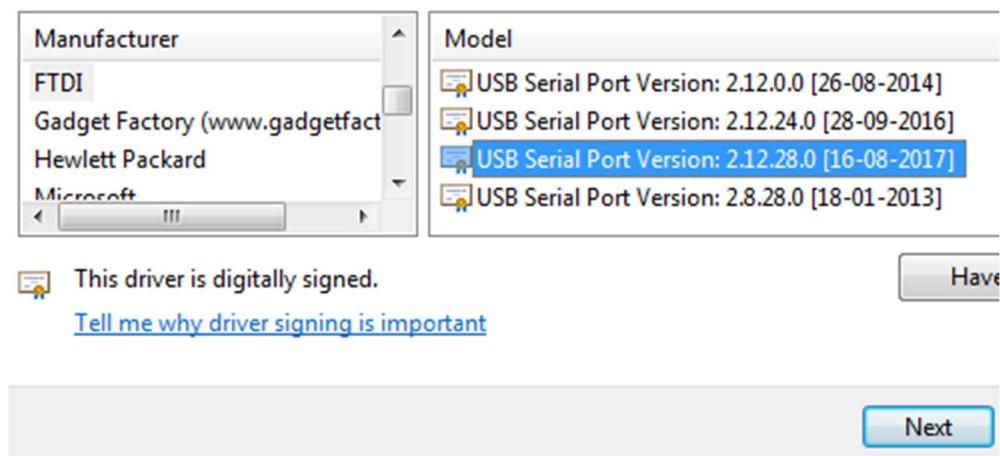 Manufacturer
FTDI
Gadget Factory (www.gadgetfact
Hewlett Packard
Microsoft
Model
USB Serial Port Version: 2.12.0.0 [26-08-2014]
USB Serial Port Version: 2.12.24.0 [28-09-2016]
USB Serial Port Version: 2.12.28.0 [16-08-2017]
USB Serial Port Version: 2.8.28.0 [18-01-2013]
This driver is digitally signed.
Have
Tell me why driver signing is important
Next